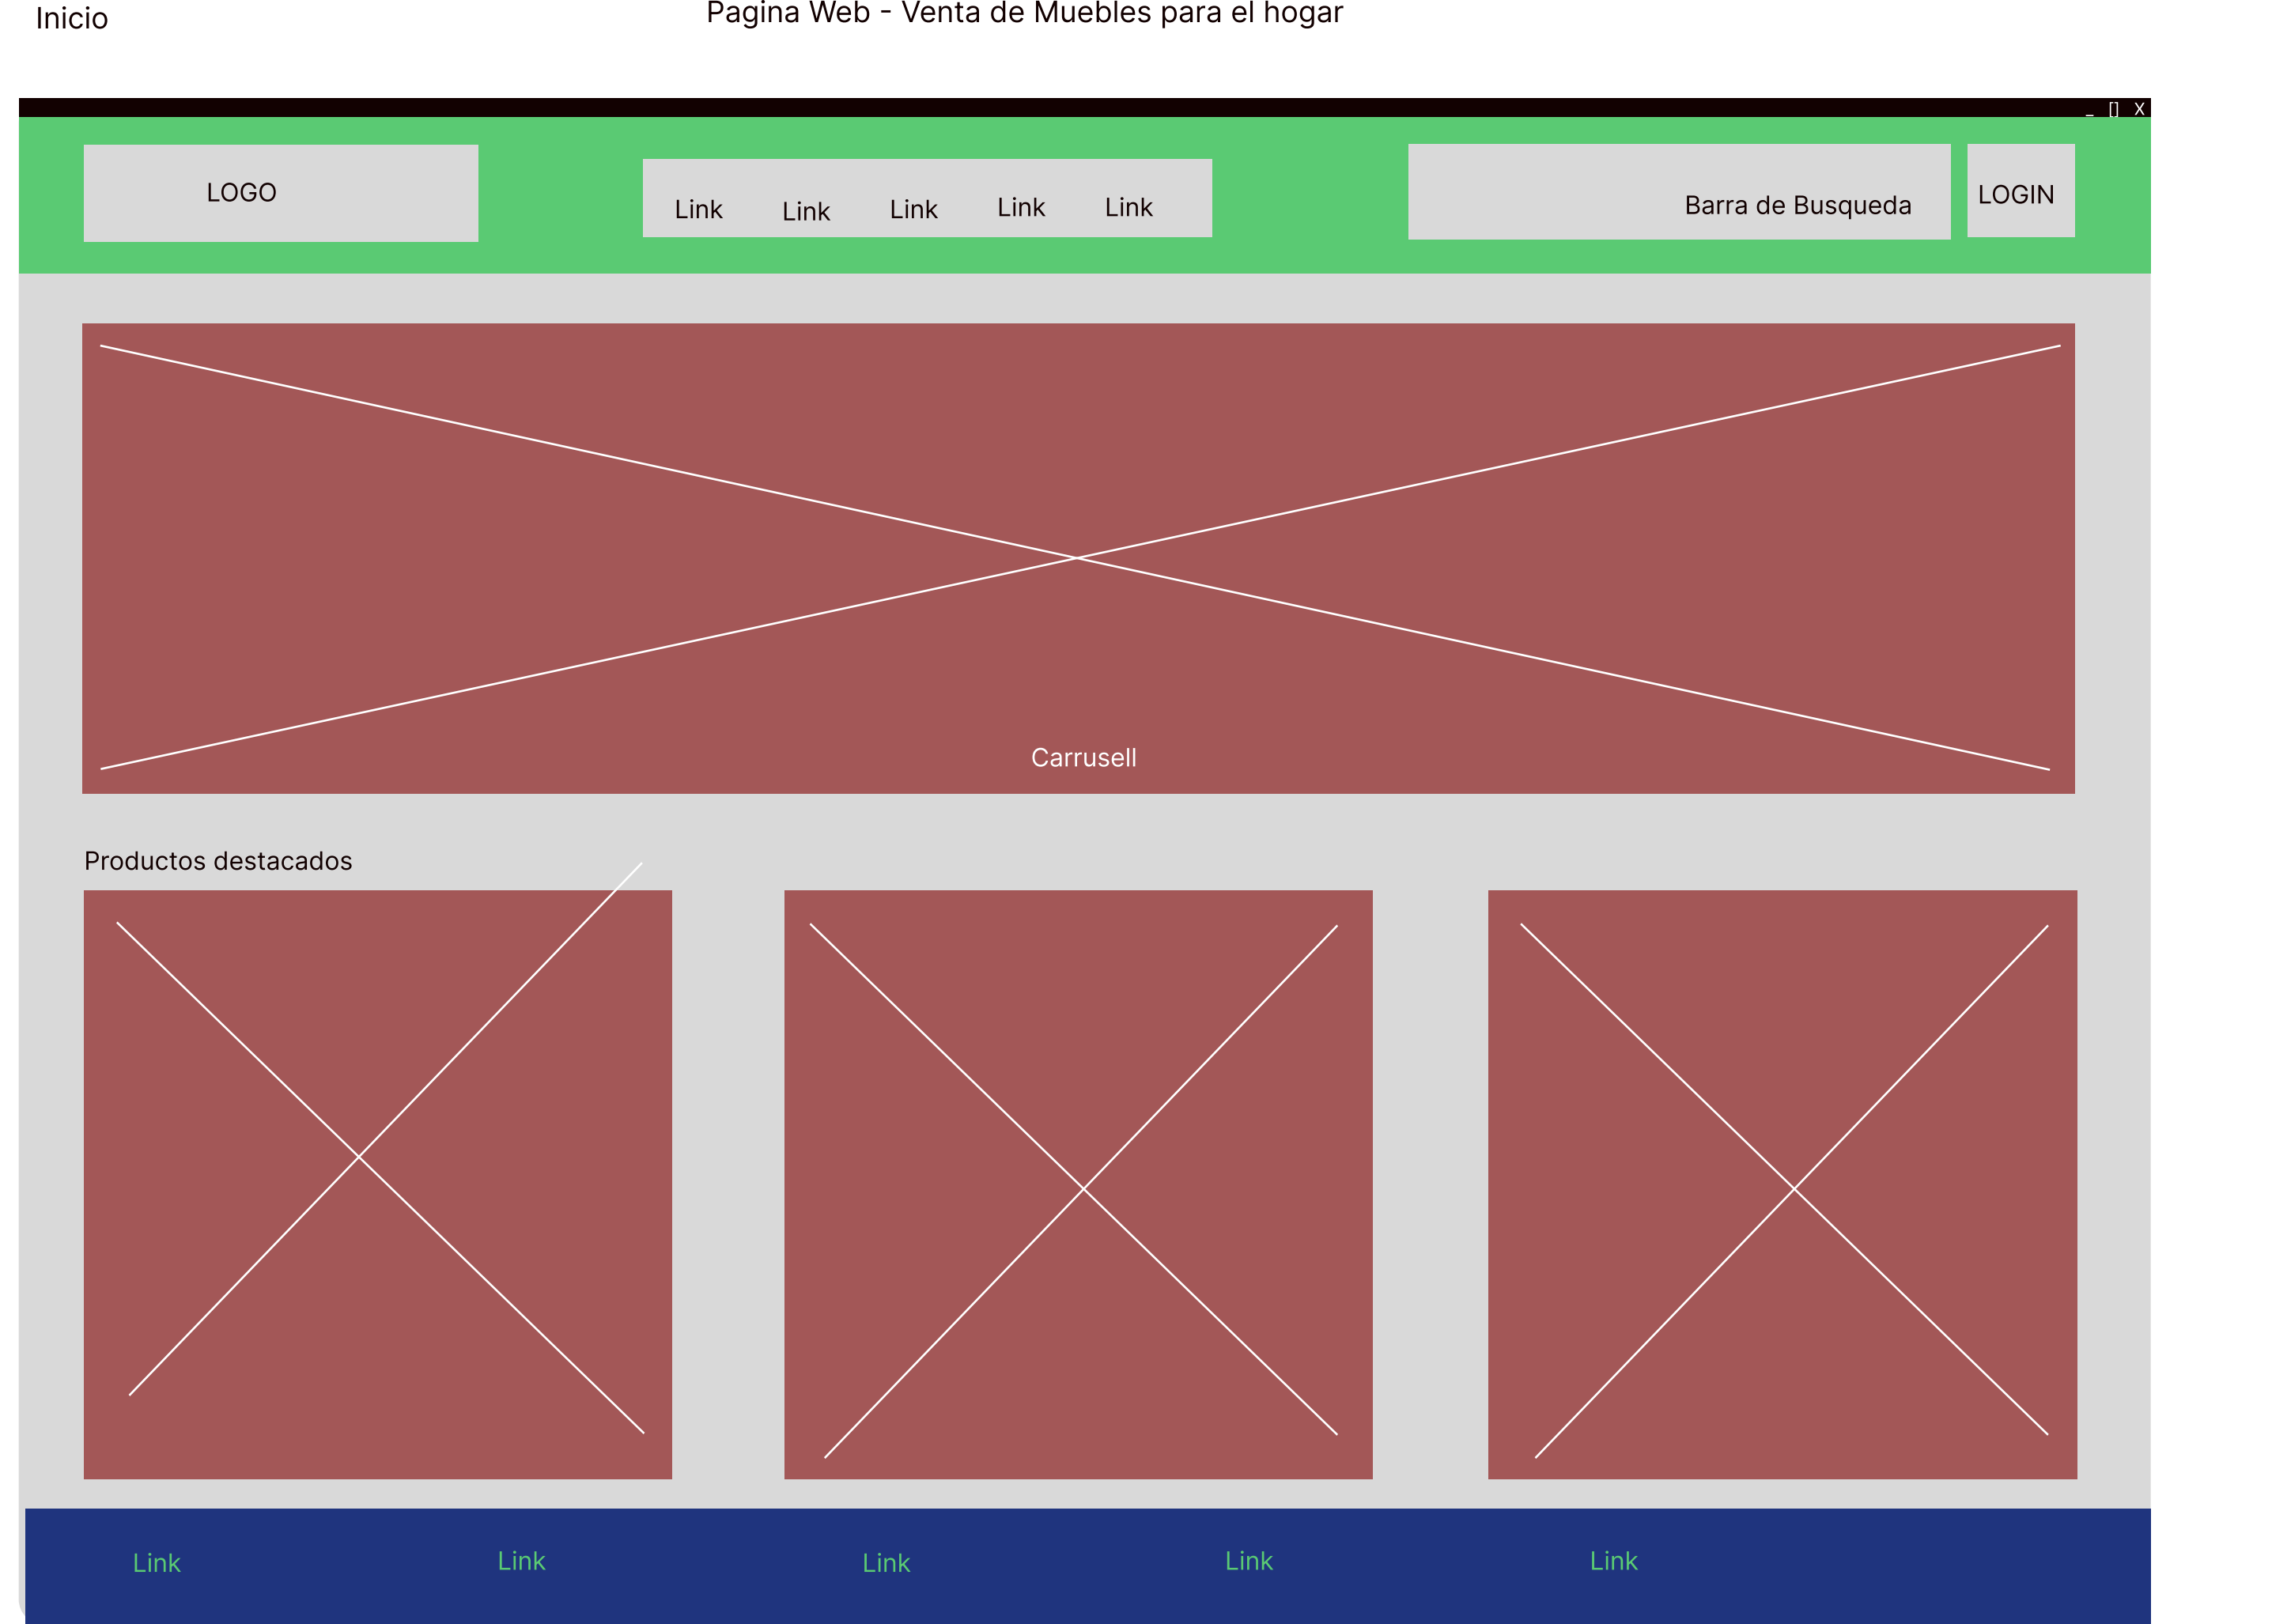 Inicio
Pagina Web - Venta de Muebles para el hogar
_ [] X
LOGO
Link Link Link Link Link
Barra de Busqueda
LOGIN
Carrusell
Productos destacados
Link Link Link Link Link